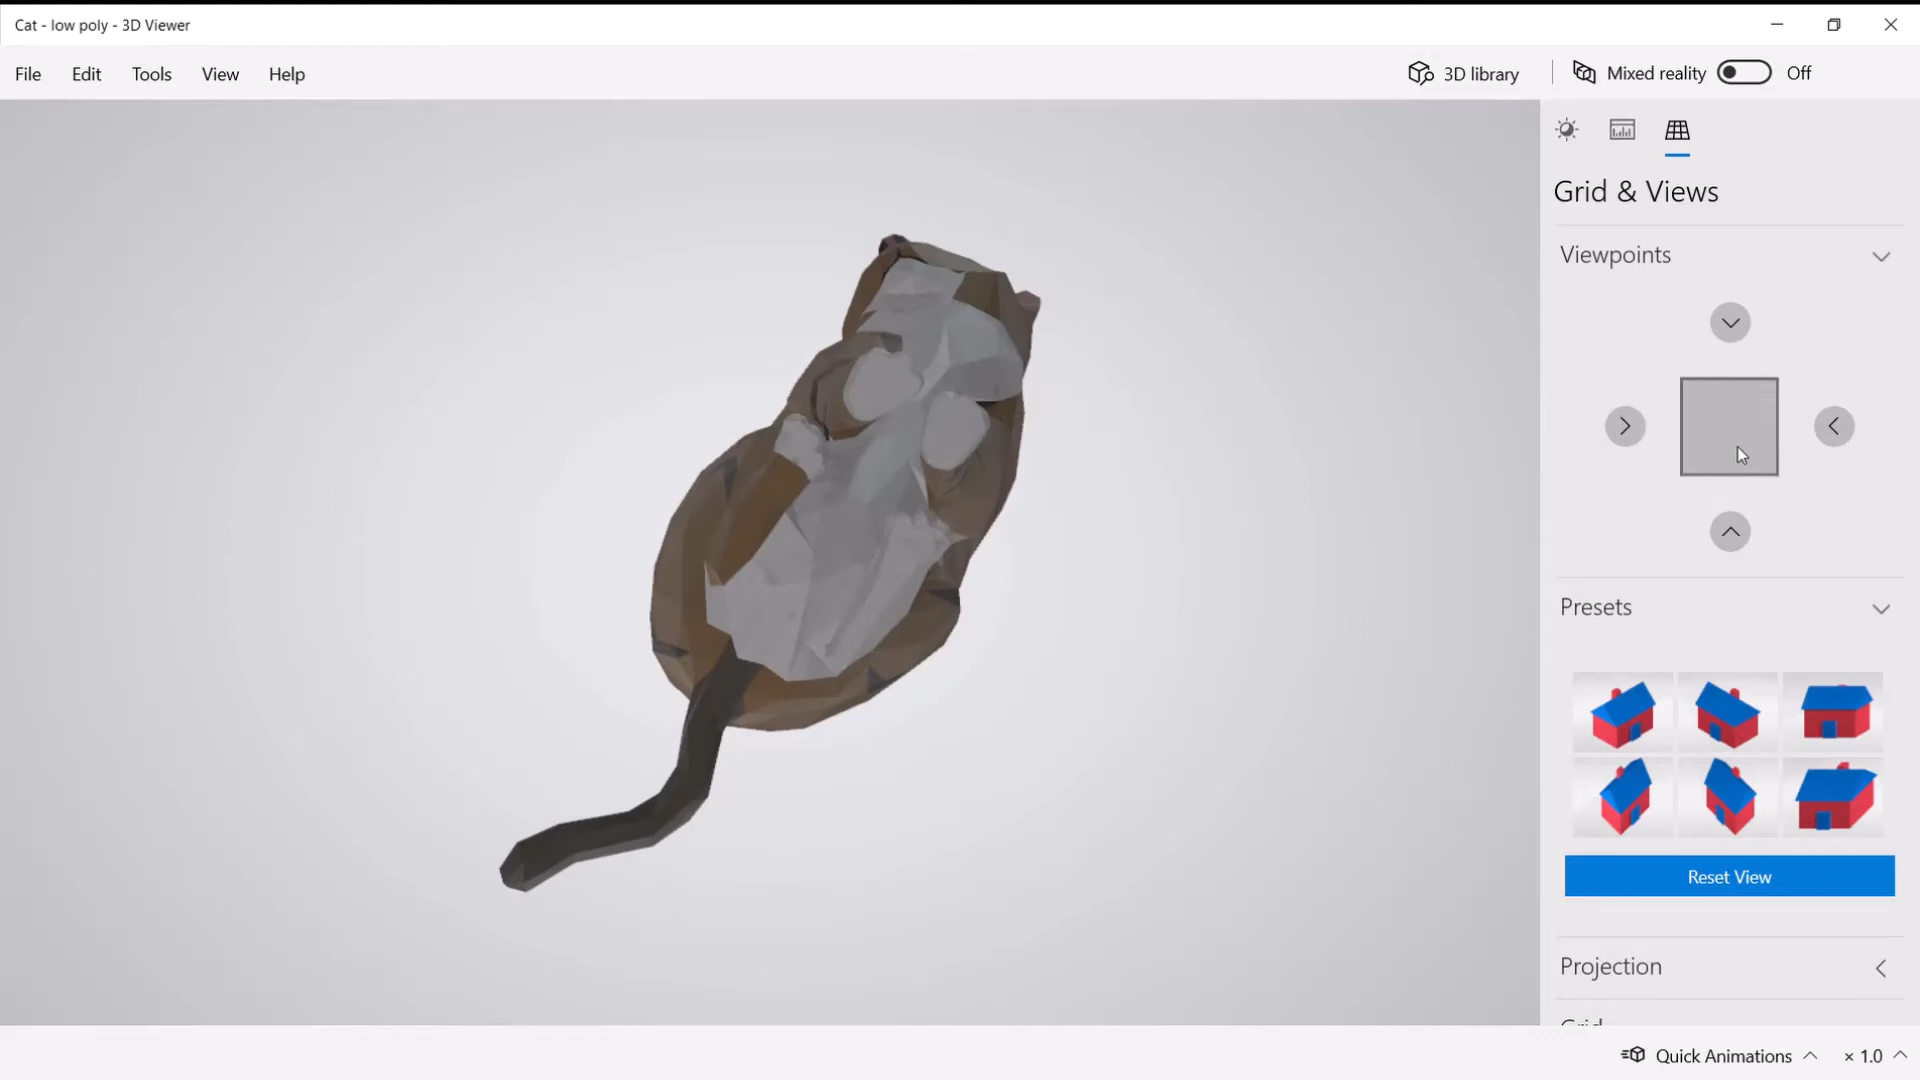 Cat - low poly - 3D Viewer
File Edit Tools View Help
3D library Mixed reality Off
Grid & Views
Viewpoints
Presets
Reset View
Projection
Grid
Quick Animations × 1.0